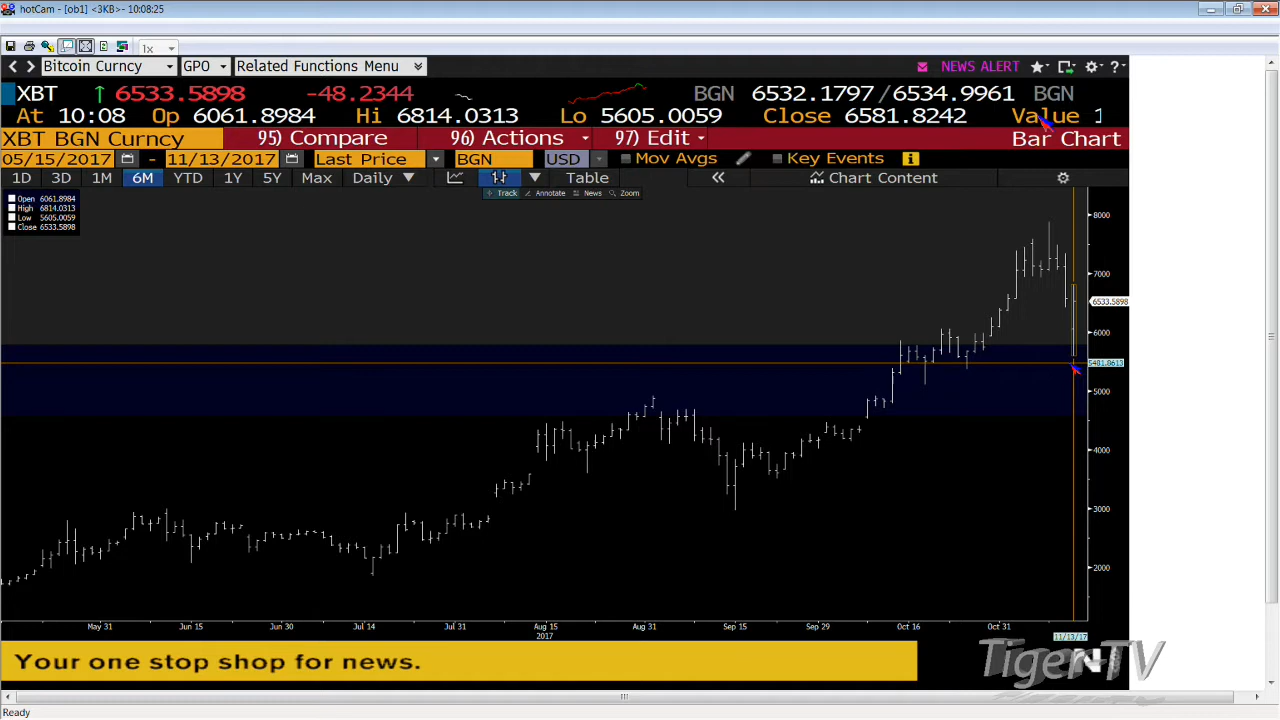 hotCam - [ob1] <3KB>- 10:08:25
1x
Bitcoin Curncy GPO Related Functions Menu NEWS ALERT
XBT ↑ 6533.5898 -48.2344 BGN 6532.1797/6534.9961 BGN
At 10:08 Op 6061.8984 Hi 6814.0313 Lo 5605.0059 Close 6581.8242 Value 1
XBT BGN Curncy 95) Compare 96) Actions 97) Edit Bar Chart
05/15/2017 - 11/13/2017 Last Price BGN USD Mov Avgs Key Events
1D 3D 1M 6M YTD 1Y 5Y Max Daily ▼ Table « Chart Content
Track Annotate News Zoom
Open 6061.8984
High 6814.0313
Low 5605.0059
Close 6533.5898
8000
7000
6533.5898
6000
5481.8613
5000
4000
3000
2000
May 31 Jun 15 Jun 30 Jul 14 Jul 31 Aug 15 Aug 31 Sep 15 Sep 29 Oct 16 Oct 31
2017 11/13/17
Your one stop shop for news.
TigerTV
Ready